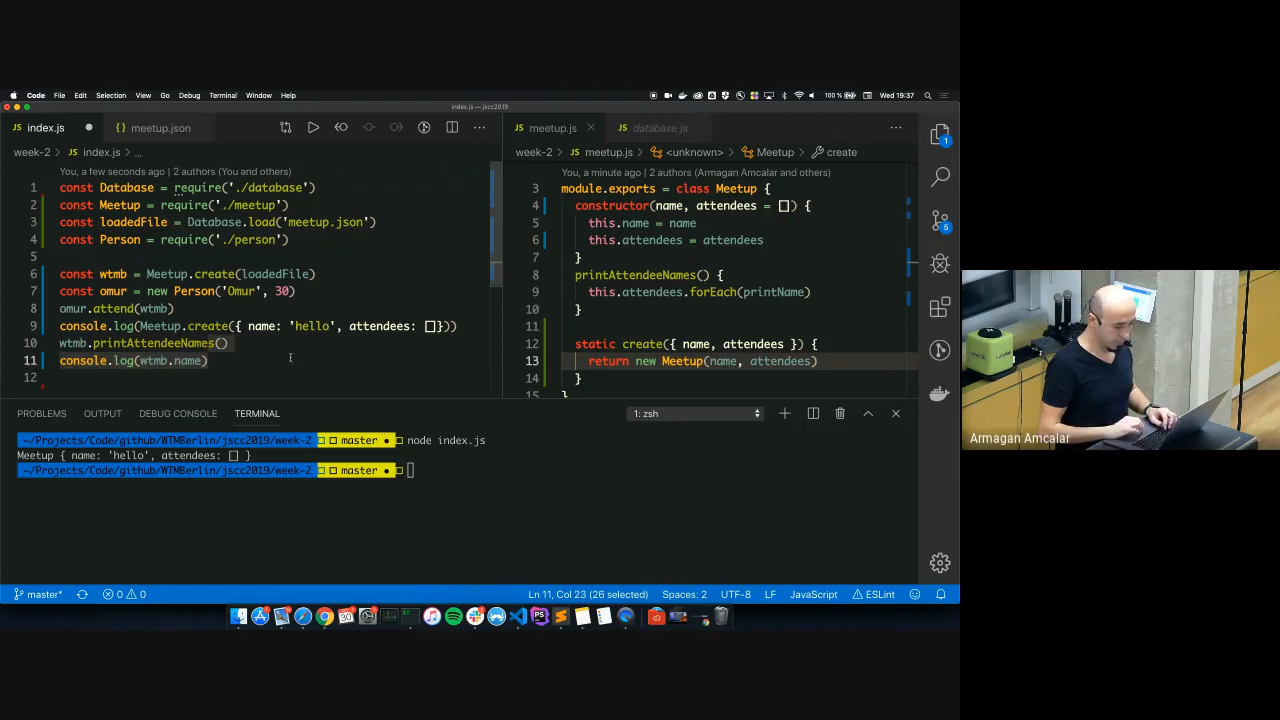 Code File Edit Selection View Go Debug Terminal Window Help 100 % Wed 19:37
index.js — jscc2019
index.js meetup.json
week-2 > index.js > ...
You, a few seconds ago | 2 authors (You and others)
1 const Database = require('./database')
2 const Meetup = require('./meetup')
3 const loadedFile = Database.load('meetup.json')
4 const Person = require('./person')
5
6 const wtmb = Meetup.create(loadedFile)
7 const omur = new Person('Omur', 30)
8 omur.attend(wtmb)
9 console.log(Meetup.create({ name: 'hello', attendees: []}))
10 wtmb.printAttendeeNames()
11 console.log(wtmb.name)
12
meetup.js database.js
week-2 > meetup.js > <unknown> > Meetup > create
You, a minute ago | 2 authors (Armagan Amcalar and others)
3 module.exports = class Meetup {
4 constructor(name, attendees = []) {
5 this.name = name
6 this.attendees = attendees
7 }
8 printAttendeeNames() {
9 this.attendees.forEach(printName)
10 }
11
12 static create({ name, attendees }) {
13 return new Meetup(name, attendees)
14 }
15 }
1
5
PROBLEMS OUTPUT DEBUG CONSOLE TERMINAL 1: zsh
~/Projects/Code/github/WTMBerlin/jscc2019/week-2 master • node index.js
Meetup { name: 'hello', attendees: [] }
~/Projects/Code/github/WTMBerlin/jscc2019/week-2 master •
master* 0 0 Ln 11, Col 23 (26 selected) Spaces: 2 UTF-8 LF JavaScript ESLint
Armagan Amcalar